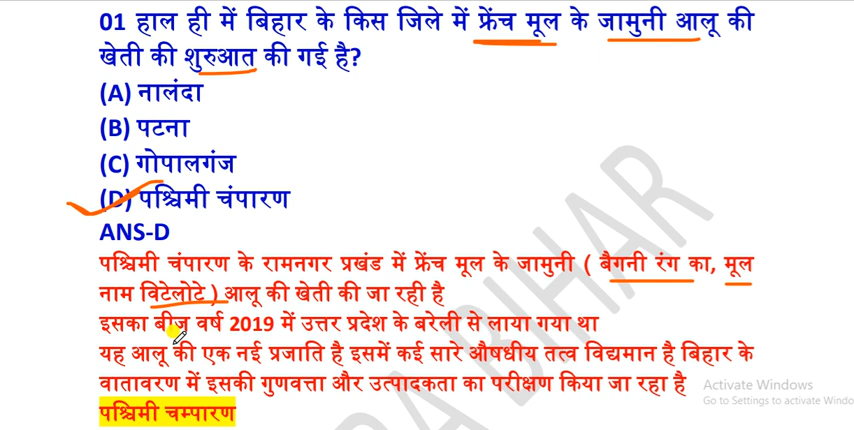 01 हाल ही में बिहार के किस जिले में फ्रेंच मूल के जामुनी आलू की
खेती की शुरुआत की गई है?
(A) नालंदा
(B) पटना
(C) गोपालगंज
(D) पश्चिमी चंपारण
ANS-D
पश्चिमी चंपारण के रामनगर प्रखंड में फ्रेंच मूल के जामुनी ( बैगनी रंग का, मूल
नाम विटेलोटे ) आलू की खेती की जा रही है
इसका बीज वर्ष 2019 में उत्तर प्रदेश के बरेली से लाया गया था
यह आलू की एक नई प्रजाति है इसमें कई सारे औषधीय तत्व विद्यमान है बिहार के
वातावरण में इसकी गुणवत्ता और उत्पादकता का परीक्षण किया जा रहा है
पश्चिमी चम्पारण
BIHAR
Activate Windows
Go to Settings to activate Windo